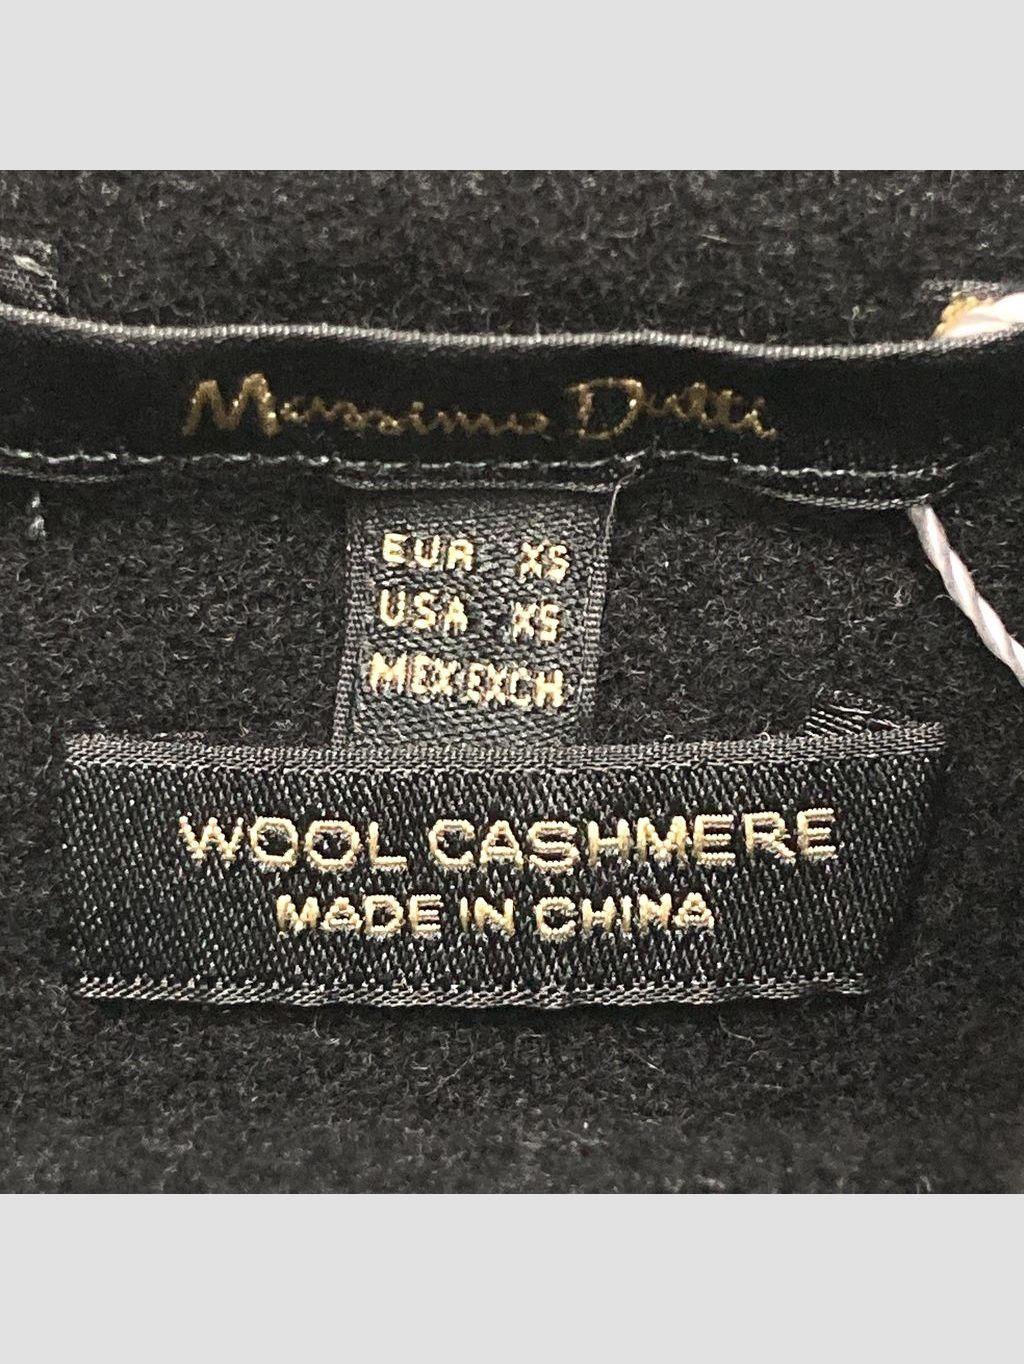 Massimo Dutti
EUR XS
USA XS
MEX EXCH
WOOL CASHMERE
MADE IN CHINA